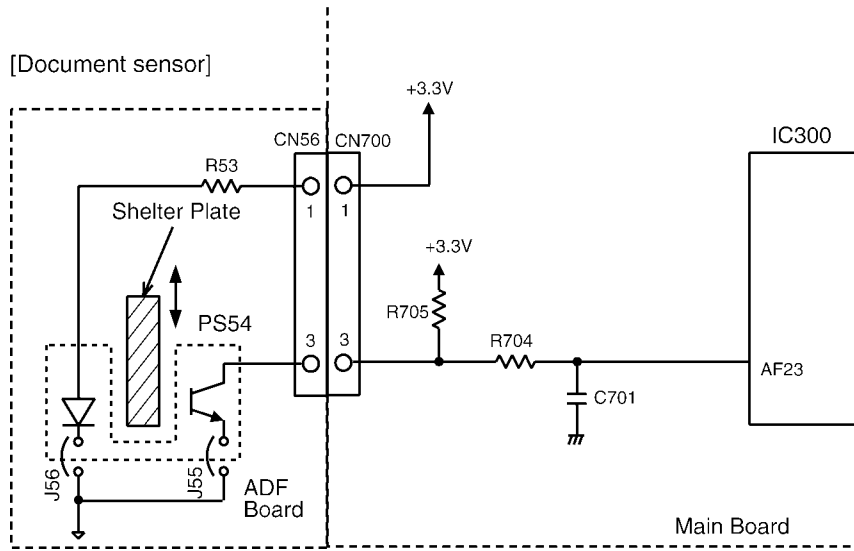 [Document sensor]
+3.3V
CN56 CN700
IC300
R53
1 1
Shelter Plate
+3.3V
R705
PS54
3 3
R704
AF23
C701
J56
J55
ADF
Board
Main Board